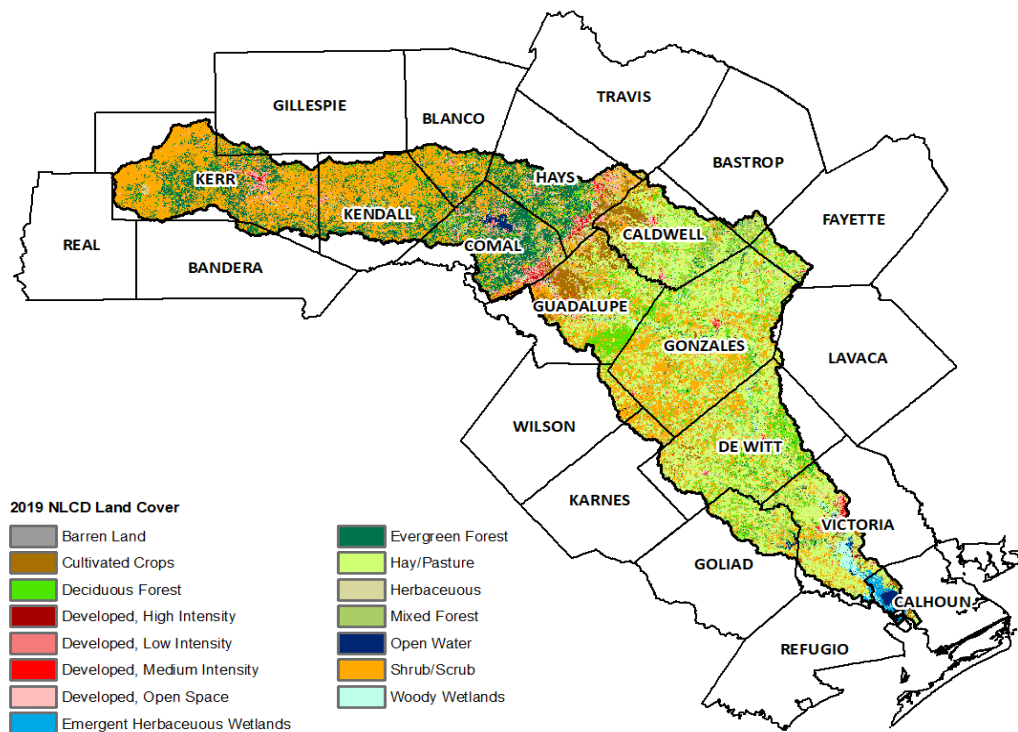 GILLESPIE
TRAVIS
BLANCO
BASTROP
HAYS
KERR
KENDALL
FAYETTE
CALDWELL
REAL
COMAL
BANDERA
GUADALUPE
GONZALES
LAVACA
WILSON
DE WITT
KARNES
VICTORIA
GOLIAD
CALHOUN
REFUGIO
2019 NLCD Land Cover
Barren Land
Cultivated Crops
Deciduous Forest
Developed, High Intensity
Developed, Low Intensity
Developed, Medium Intensity
Developed, Open Space
Emergent Herbaceuous Wetlands
Evergreen Forest
Hay/Pasture
Herbaceous
Mixed Forest
Open Water
Shrub/Scrub
Woody Wetlands